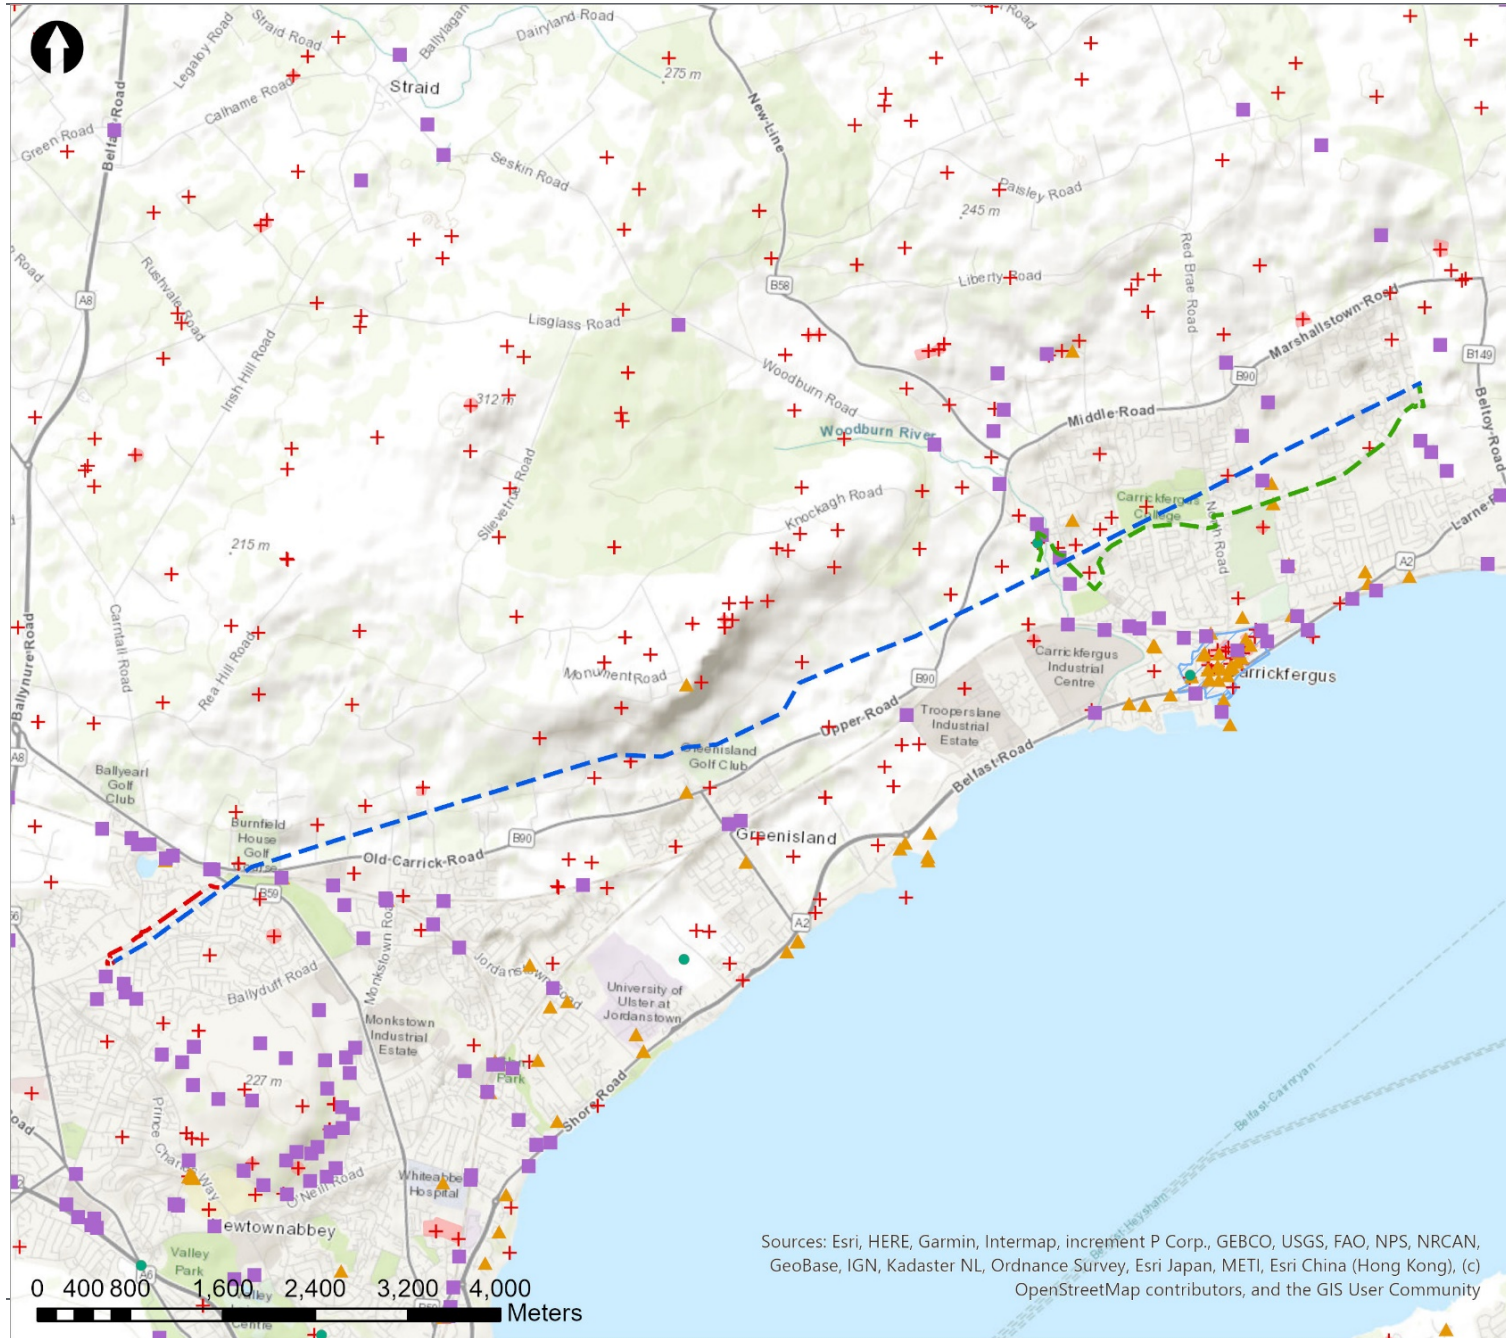 Straid Road
Legaloy Road
Ballylagan
Dairyland Road
Road
275 m
Straid
Calhame Road
Green Road
Belfast Road
New-Line
Seskin Road
Paisley Road
245 m
Red Brae Road
Road
Rushvale Road
A8
B58
Liberty Road
Lisglass Road
Marshallstown-Road
Irish Hill Road
Woodburn Road
B149
B90
312 m
Middle-Road
Beltoy-Road
Woodburn River
Slievetrue Road
Knockagh Road
Carrickfergus
College
North Road
Larne-R
215 m
A2
Carntall Road
Ballynure-Road
Rea Hill Road
Monument Road
Carrickfergus
Industrial
Centre
Carrickfergus
B90
Upper-Road
Trooperslane
Industrial
Estate
Greenisland
Golf Club
A8
Ballyearl
Golf
Club
Belfast-Road
Burnfield
House
Golf
Course
B90
Greenisland
Old-Carrick-Road
B59
A2
Monkstown Road
Jordanstown Road
Ballyduff Road
University of
Ulster at
Jordanstown
Monkstown
Industrial
Estate
227 m
Park
Shore Road
Prince Charles Way
Road
Belfast-Cairnryan
O'Neill Road
Whiteabbey
Hospital
Newtownabbey
Belfast-Heysham
Valley
Park
A6
Valley
Centre
0 400 800 1,600 2,400 3,200 4,000
Meters
Sources: Esri, HERE, Garmin, Intermap, increment P Corp., GEBCO, USGS, FAO, NPS, NRCAN,
GeoBase, IGN, Kadaster NL, Ordnance Survey, Esri Japan, METI, Esri China (Hong Kong), (c)
OpenStreetMap contributors, and the GIS User Community